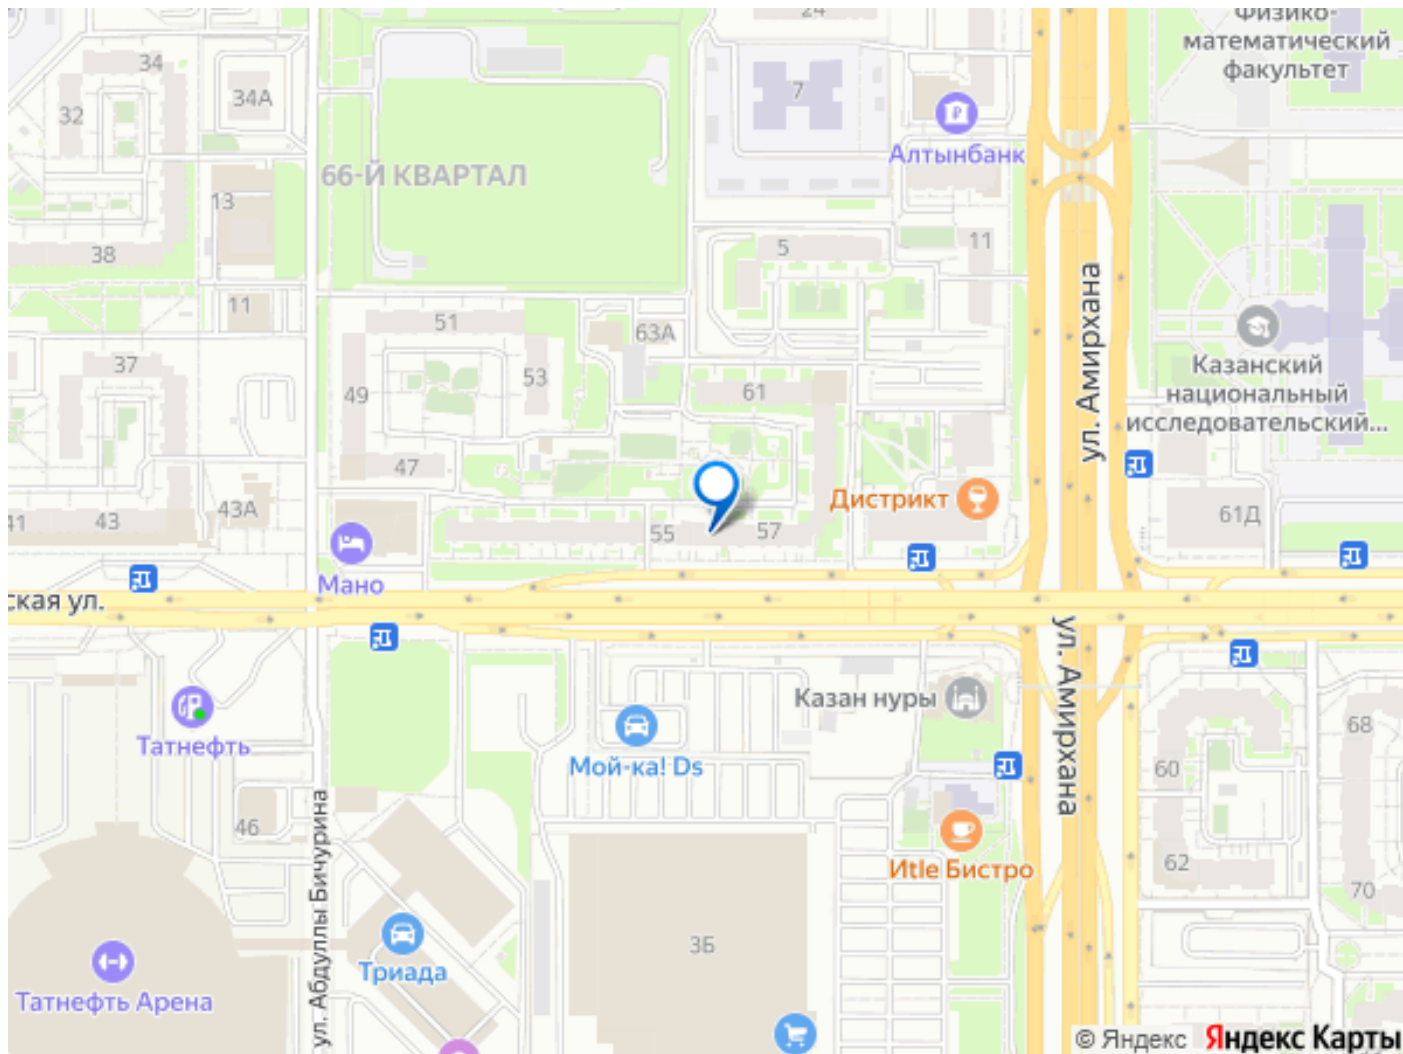 24
Физико-
математический
факультет
34
7
34А
32
Алтынбанк
66-Й КВАРТАЛ
13
38
5
11
11
51
63А
ул. Амирхана
Казанский
национальный
исследовательский...
37
53
49
61
47
43А
41
43
55
57
Дистрикт
61Д
Мано
ская ул.
ул. Амирхана
Казан нуры
Татнефть
Мой-ка! Ds
68
60
46
ул. Абдуллы Бичурина
Иtle Бистро
62
70
3Б
Триада
Татнефть Арена
© Яндекс Яндекс Карты